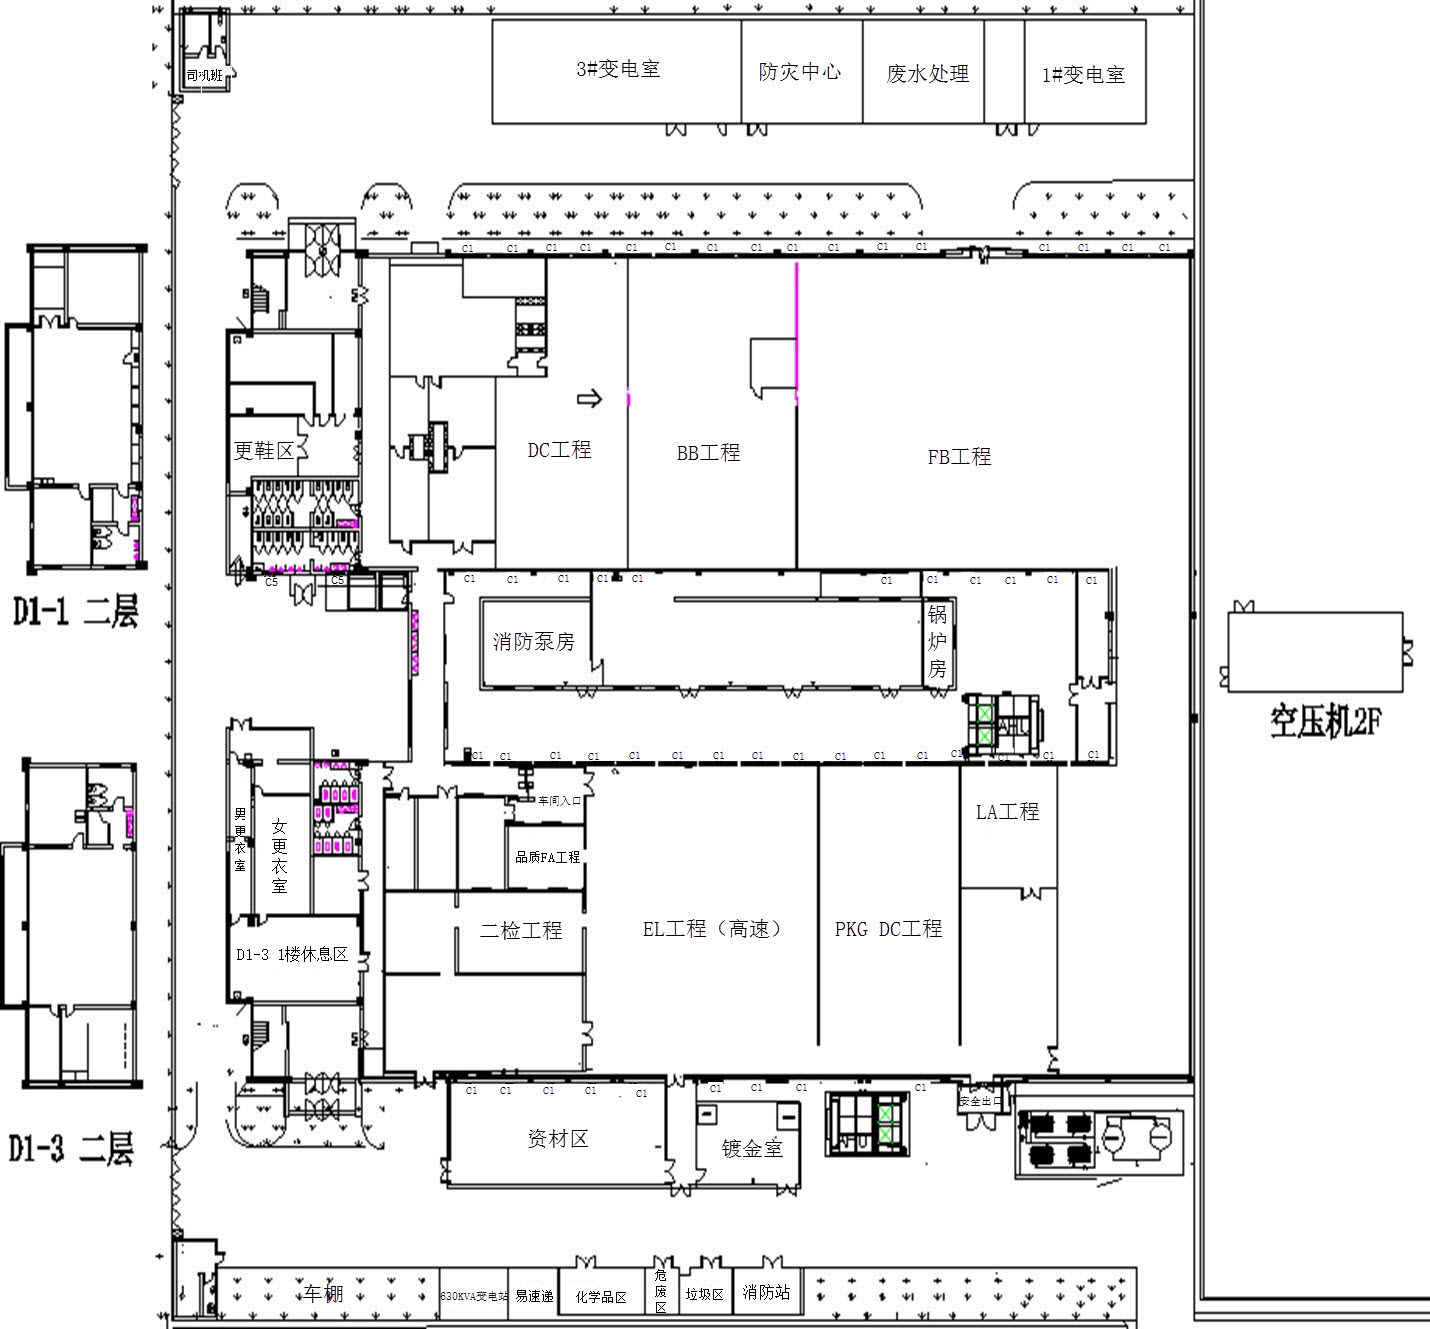 3#变电室
防灾中心
废水处理
1#变电室
司机班
C1 C1 C1 C1 C1 C1 C1 C1 C1 C1 C1 C1 C1 C1 C1 C1
DC工程
BB工程
FB工程
更鞋区
C5 C5
C1 C1 C1 C1 C1 C1 C1 C1 C1 C1 C1
D1-1 二层
消防泵房
锅
炉
房
空压机2F
C1 C1 C1 C1 C1 C1 C1 C1 C1 C1 C1 C1 C1 C1 C1
车间入口
LA工程
男
更
衣
室
女
更
衣
室
品质FA工程
二检工程
EL工程（高速）
PKG DC工程
D1-3 1楼休息区
C1 C1 C1 C1 C1 C1 C1 C1 C1
安全出口
D1-3 二层
资材区
镀金室
车棚
630KVA变电站
易速递
化学品区
危
废
区
垃圾区
消防站